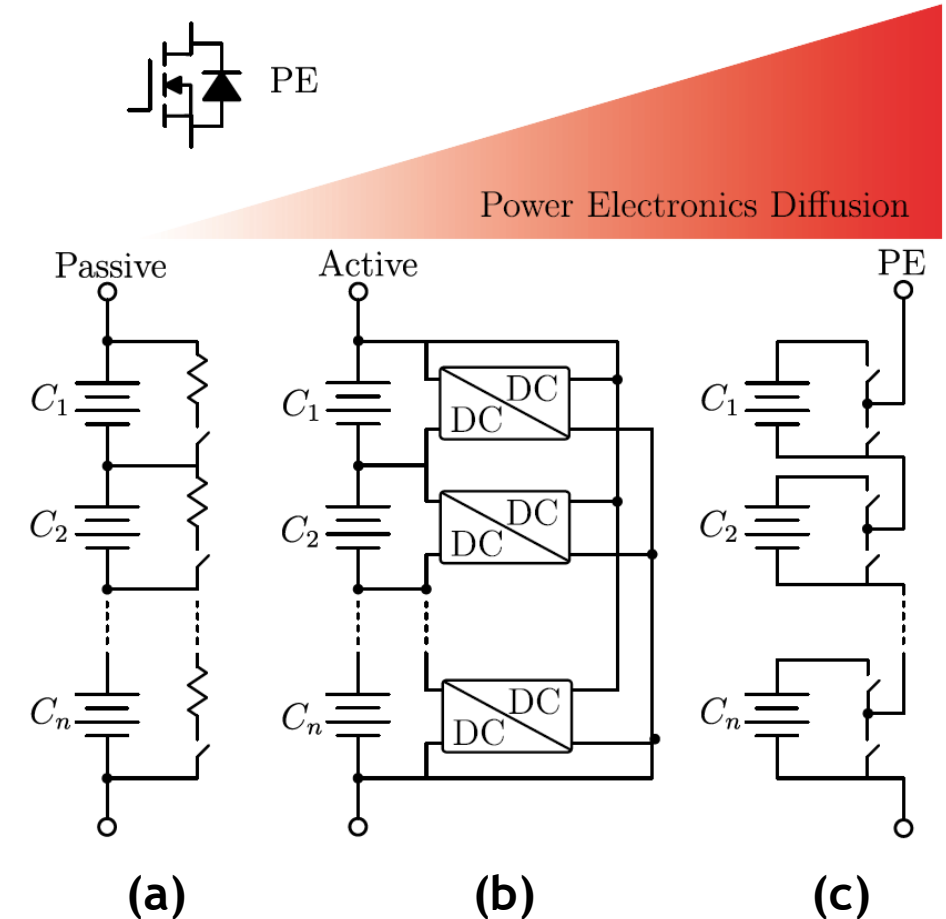 PE
Power Electronics Diffusion
Passive
Active
PE
C1
C2
Cn
C1
C2
Cn
DC
DC
DC
DC
DC
DC
C1
C2
Cn
(a)
(b)
(c)